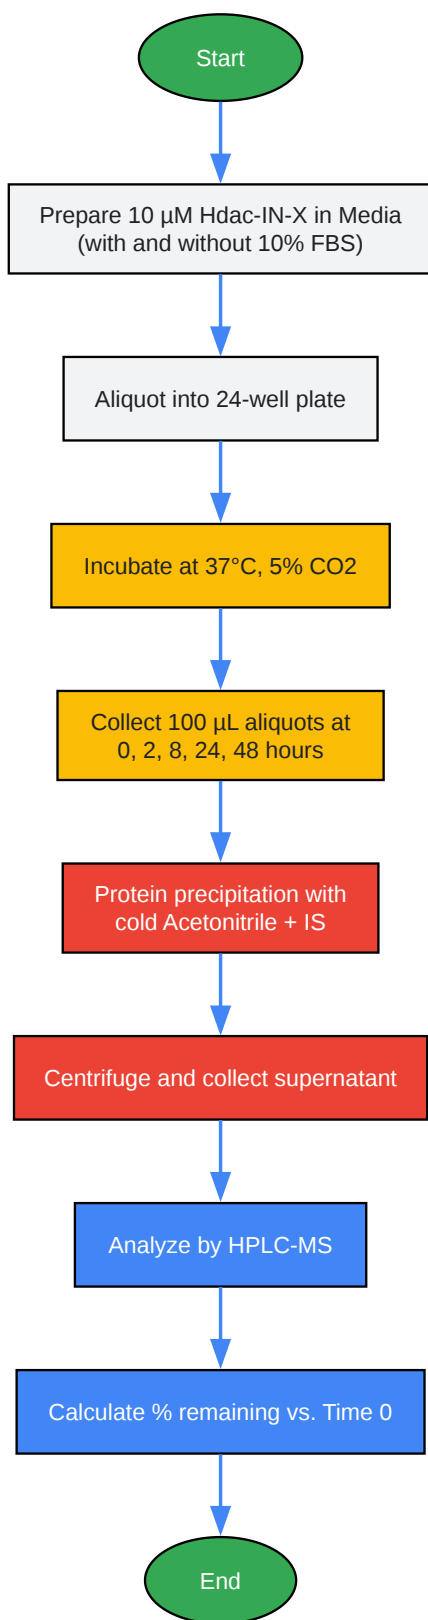 Start
Prepare 10 µM Hdac-IN-X in Media
(with and without 10% FBS)
Aliquot into 24-well plate
Incubate at 37°C, 5% CO2
Collect 100 µL aliquots at
0, 2, 8, 24, 48 hours
Protein precipitation with
cold Acetonitrile + IS
Centrifuge and collect supernatant
Analyze by HPLC-MS
Calculate % remaining vs. Time 0
End